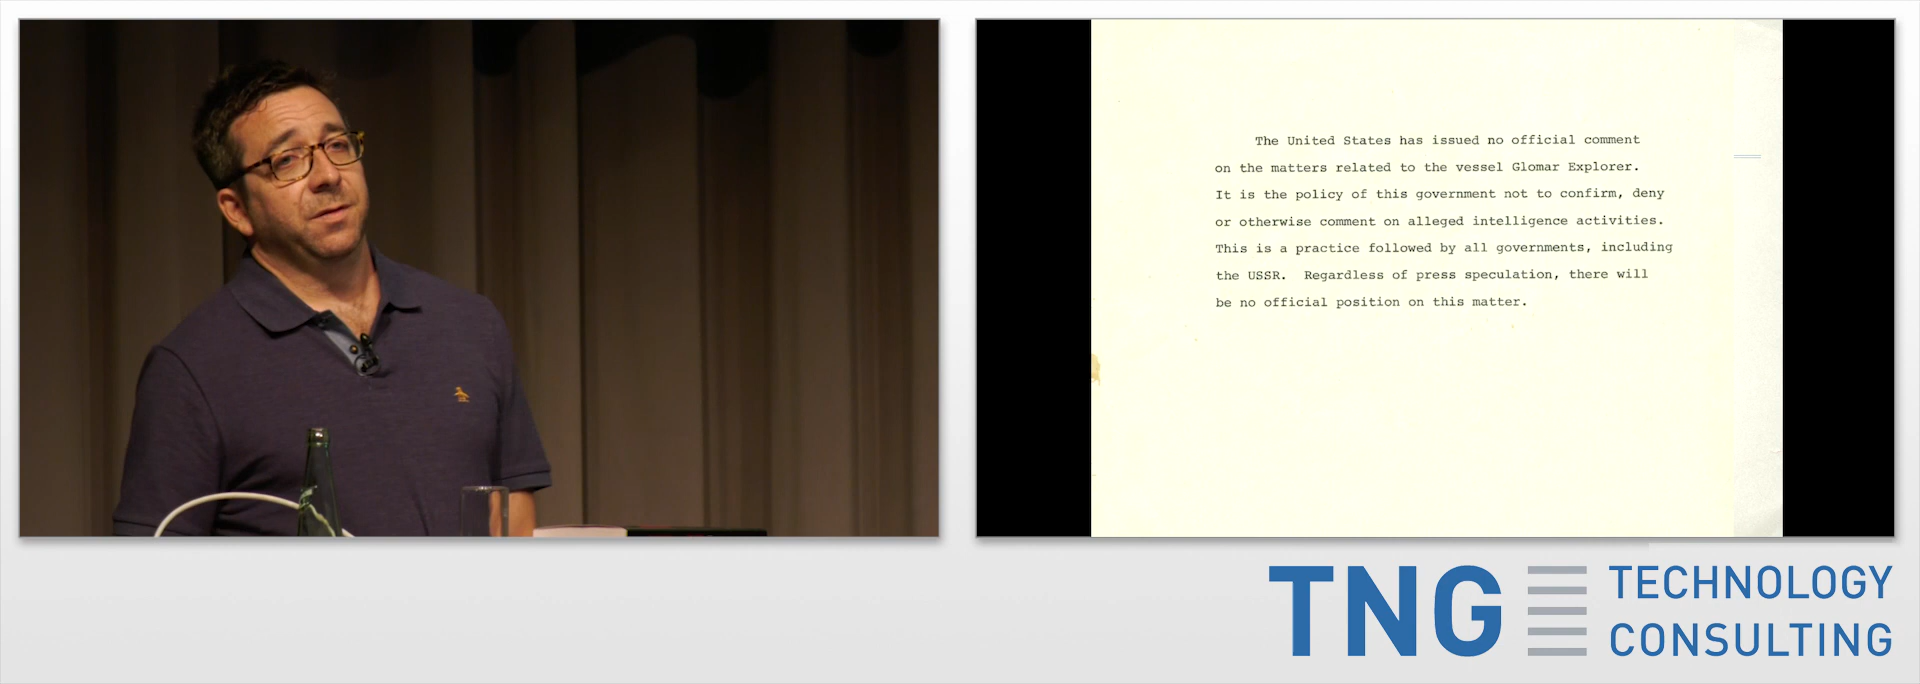 The United States has issued no official comment
on the matters related to the vessel Glomar Explorer.
It is the policy of this government not to confirm, deny
or otherwise comment on alleged intelligence activities.
This is a practice followed by all governments, including
the USSR. Regardless of press speculation, there will
be no official position on this matter.
TNG TECHNOLOGY
CONSULTING